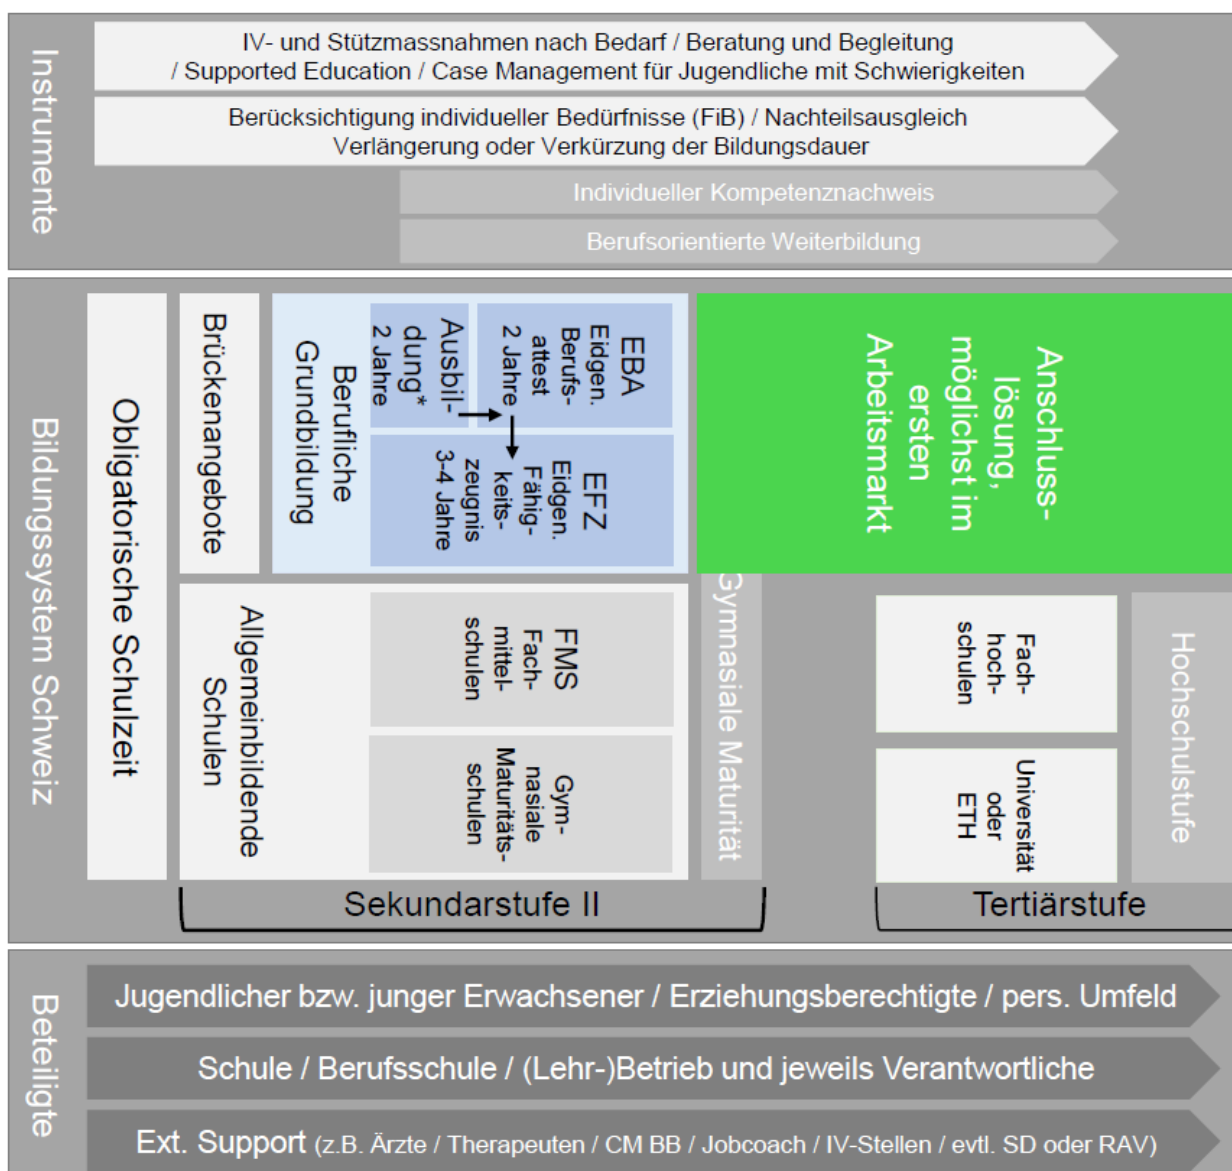 Instrumente
IV- und Stützmassnahmen nach Bedarf / Beratung und Begleitung
/ Supported Education / Case Management für Jugendliche mit Schwierigkeiten
Berücksichtigung individueller Bedürfnisse (FiB) / Nachteilsausgleich
Verlängerung oder Verkürzung der Bildungsdauer
Individueller Kompetenznachweis
Berufsorientierte Weiterbildung
Bildungssystem Schweiz
Obligatorische Schulzeit
Brückenangebote
Berufliche
Grundbildung
Ausbil-
dung*
2 Jahre
EBA
Eidgen.
Berufs-
attest
2 Jahre
EFZ
Eidgen.
Fähig-
keits-
zeugnis
3-4 Jahre
Anschluss-
lösung,
möglichst im
ersten
Arbeitsmarkt
Allgemeinbildende
Schulen
FMS
Fach-
mittel-
schulen
Gym-
nasiale
Maturitäts-
schulen
Gymnasiale Maturität
Fach-
hoch-
schulen
Universität
oder
ETH
Hochschulstufe
Sekundarstufe II
Tertiärstufe
Beteiligte
Jugendlicher bzw. junger Erwachsener / Erziehungsberechtigte / pers. Umfeld
Schule / Berufsschule / (Lehr-)Betrieb und jeweils Verantwortliche
Ext. Support (z.B. Ärzte / Therapeuten / CM BB / Jobcoach / IV-Stellen / evtl. SD oder RAV)